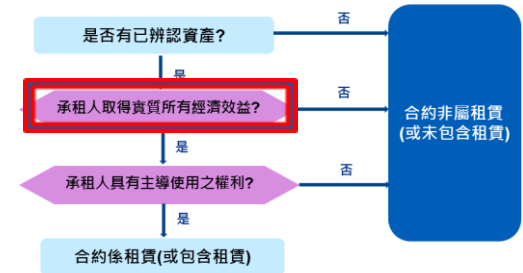 是否有已辨認資產?
否
是
承租人取得實質所有經濟效益?
否
合約非屬租賃
(或未包含租賃)
是
承租人具有主導使用之權利?
否
是
合約係租賃(或包含租賃)